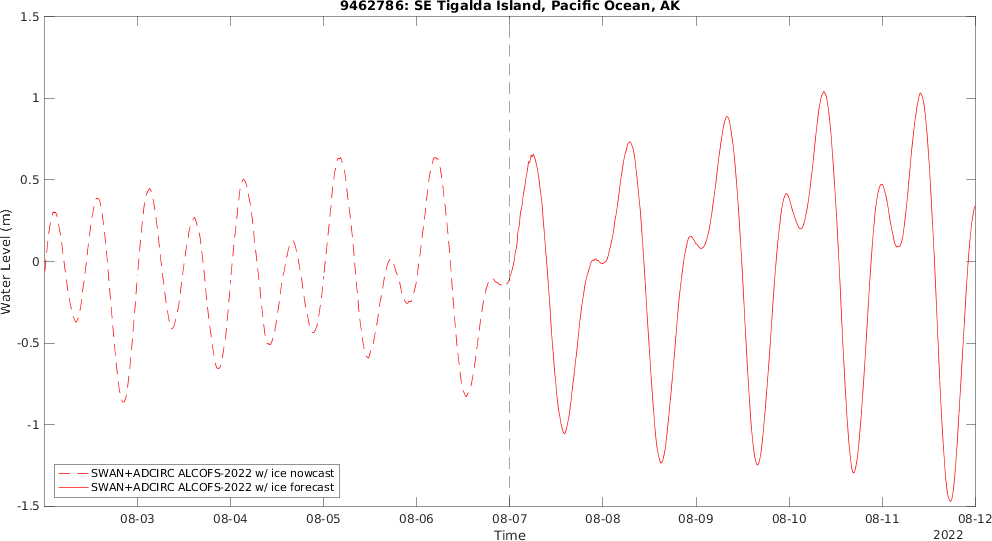 9462786: SE Tigalda Island, Pacific Ocean, AK
1.5
1
0.5
0
-0.5
-1
-1.5
Water Level (m)
SWAN+ADCIRC ALCOFS-2022 w/ ice nowcast
SWAN+ADCIRC ALCOFS-2022 w/ ice forecast
08-03 08-04 08-05 08-06 08-07 08-08 08-09 08-10 08-11 08-12
Time
2022